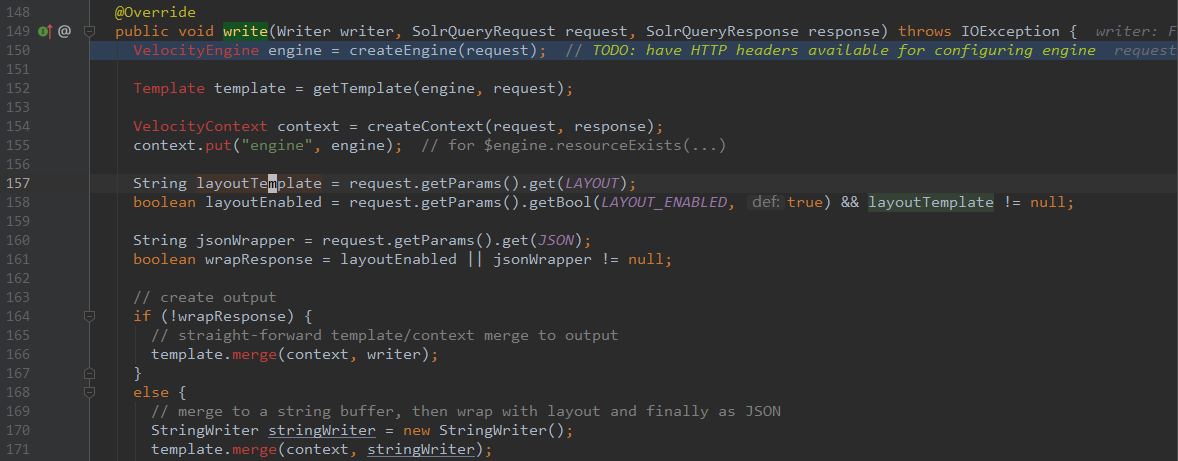 148 @Override
149 @ public void write(Writer writer, SolrQueryRequest request, SolrQueryResponse response) throws IOException { writer: F
150 VelocityEngine engine = createEngine(request); // TODO: have HTTP headers available for configuring engine request
151
152 Template template = getTemplate(engine, request);
153
154 VelocityContext context = createContext(request, response);
155 context.put("engine", engine); // for $engine.resourceExists(...)
156
157 String layoutTemplate = request.getParams().get(LAYOUT);
158 boolean layoutEnabled = request.getParams().getBool(LAYOUT_ENABLED, def: true) && layoutTemplate != null;
159
160 String jsonWrapper = request.getParams().get(JSON);
161 boolean wrapResponse = layoutEnabled || jsonWrapper != null;
162
163 // create output
164 if (!wrapResponse) {
165 // straight-forward template/context merge to output
166 template.merge(context, writer);
167 }
168 else {
169 // merge to a string buffer, then wrap with layout and finally as JSON
170 StringWriter stringWriter = new StringWriter();
171 template.merge(context, stringWriter);